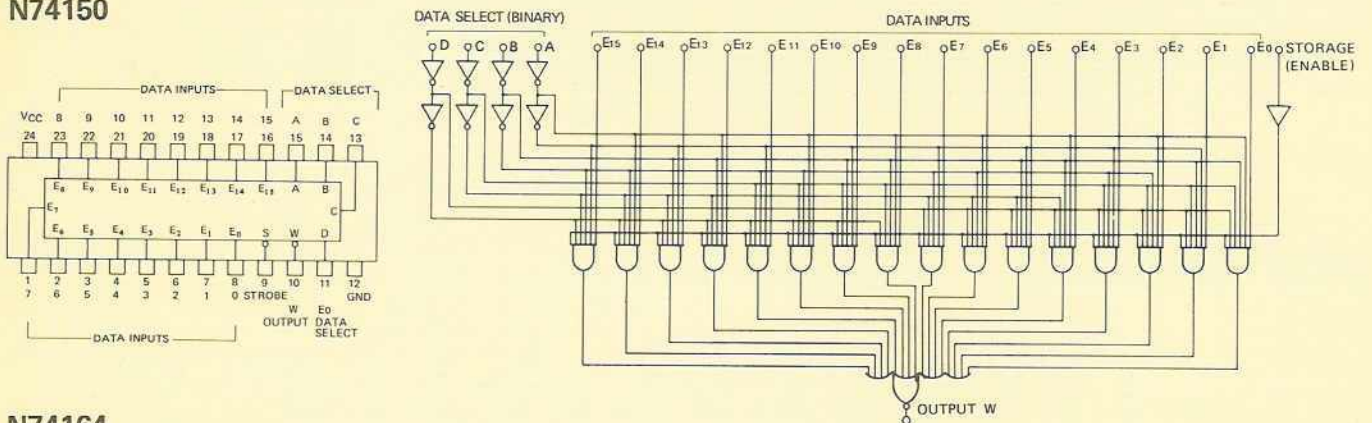 N74150
DATA INPUTS DATA SELECT
VCC 8 9 10 11 12 13 14 15 A B C
24 23 22 21 20 19 18 17 16 15 14 13
E8 E9 E10 E11 E12 E13 E14 E15 A B
E7 C
E6 E5 E4 E3 E2 E1 E0 S W D
1 2 3 4 5 6 7 8 9 10 11 12
7 6 5 4 3 2 1 0 STROBE GND
W E0
OUTPUT DATA
SELECT
DATA INPUTS
DATA SELECT (BINARY)
DATA INPUTS
D C B A E15 E14 E13 E12 E11 E10 E9 E8 E7 E6 E5 E4 E3 E2 E1 E0 STORAGE
(ENABLE)
OUTPUT W
N74164